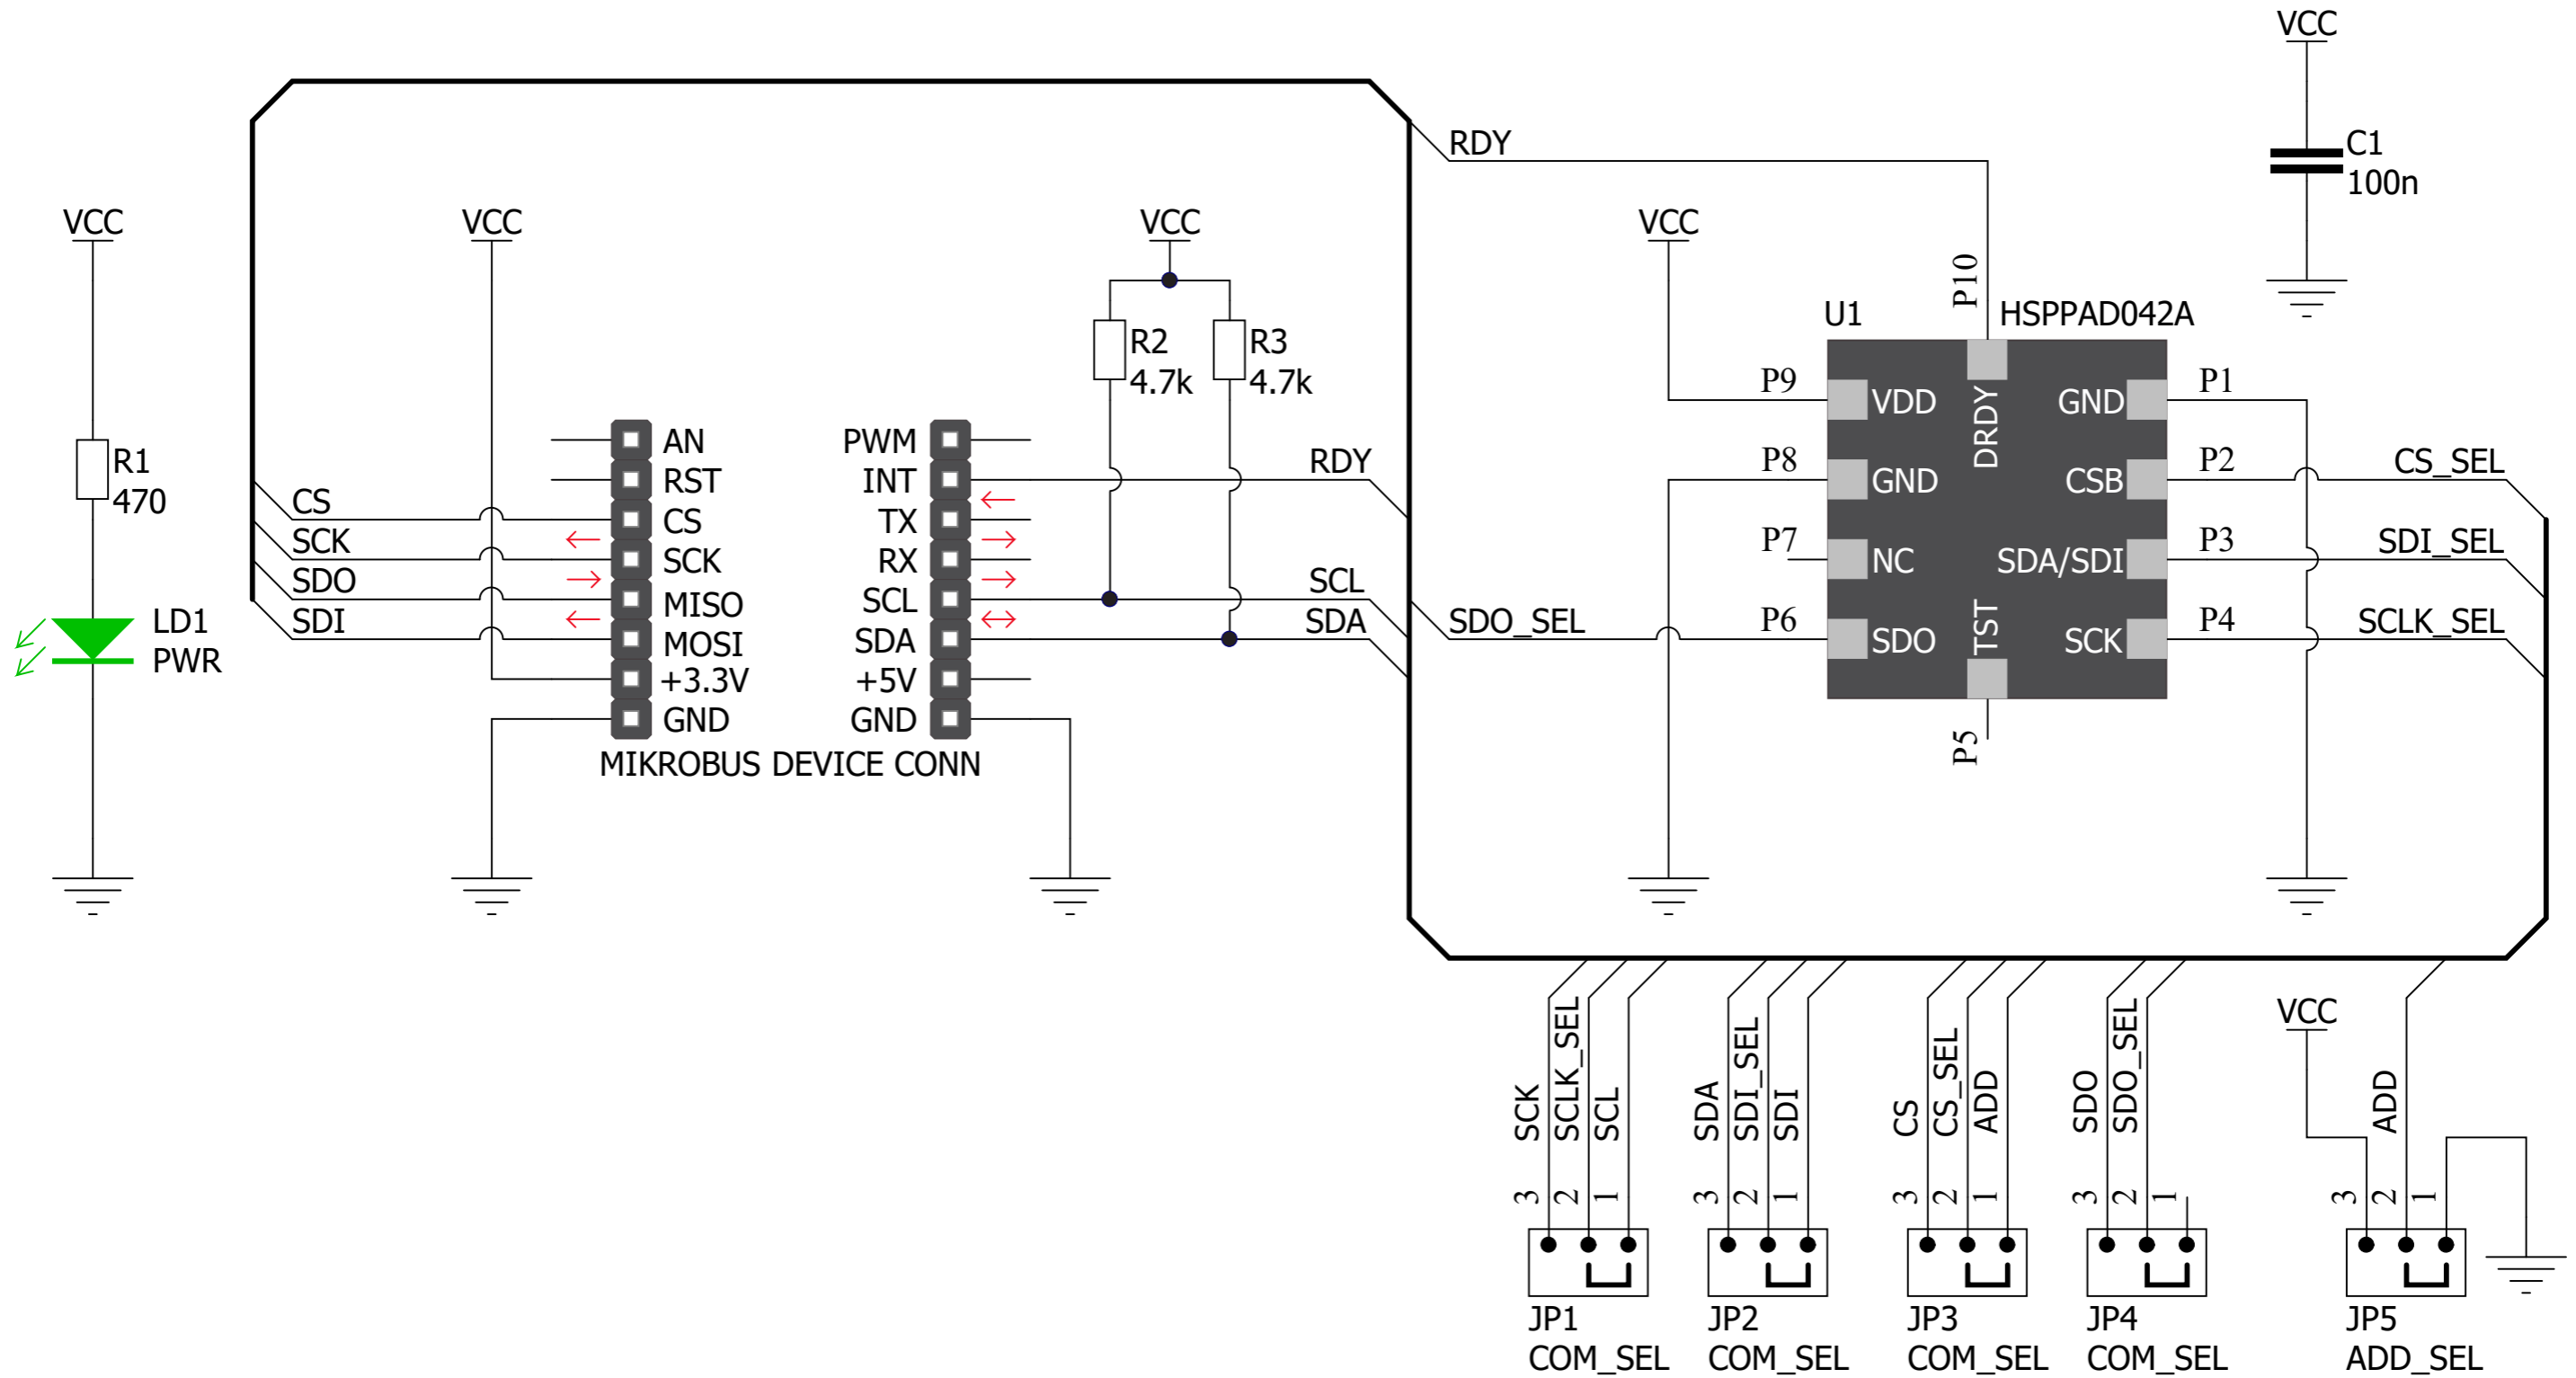 VCC
RDY
C1
100n
VCC
VCC
VCC
VCC
P10
U1
HSPPAD042A
R2
4.7k
R3
4.7k
P9
VDD
DRDY
GND
P1
P8
GND
CSB
P2
CS_SEL
P7
NC
SDA/SDI
P3
SDI_SEL
P6
SDO
TST
SCK
P4
SCLK_SEL
P5
SDO_SEL
R1
470
LD1
PWR
CS
SCK
SDO
SDI
AN
RST
CS
SCK
MISO
MOSI
+3.3V
GND
PWM
INT
TX
RX
SCL
SDA
+5V
GND
RDY
SCL
SDA
MIKROBUS DEVICE CONN
SCK
SCLK_SEL
SCL
3
2
1
JP1
COM_SEL
SDA
SDI_SEL
SDI
3
2
1
JP2
COM_SEL
CS
CS_SEL
ADD
3
2
1
JP3
COM_SEL
SDO
SDO_SEL
3
2
1
JP4
COM_SEL
VCC
ADD
3
2
1
JP5
ADD_SEL